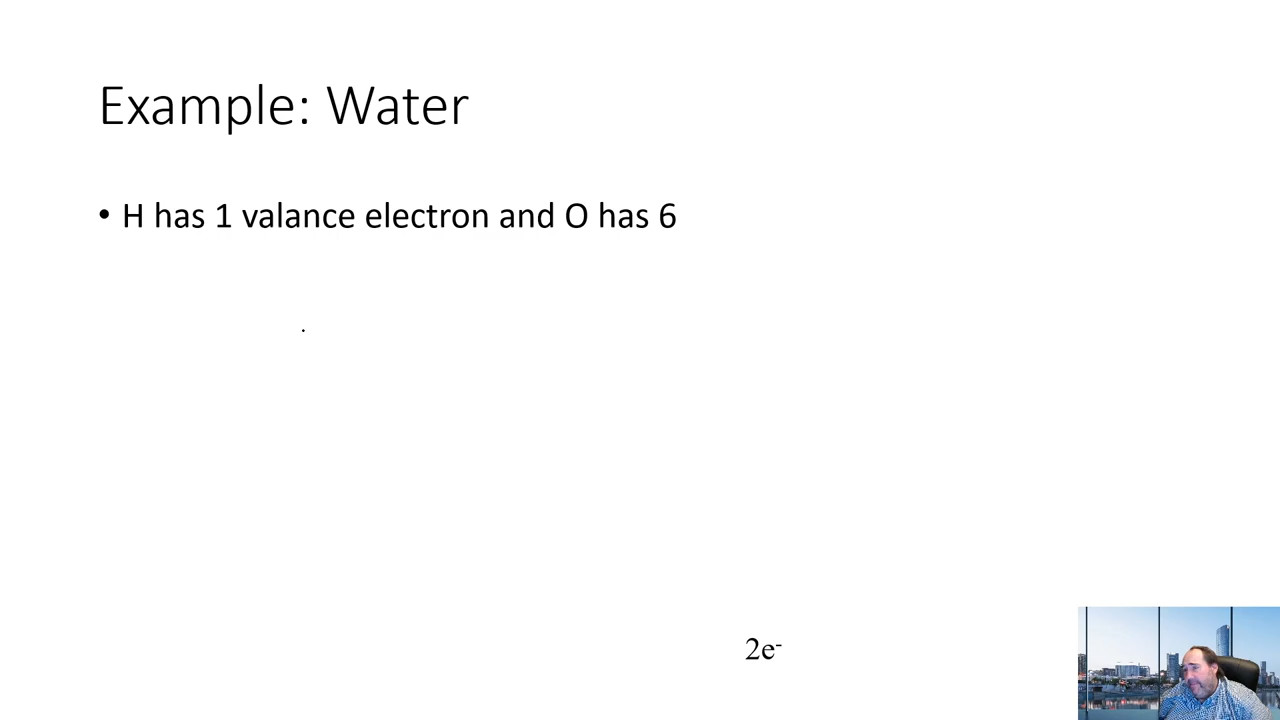 Example: Water
• H has 1 valance electron and O has 6
.
2e-